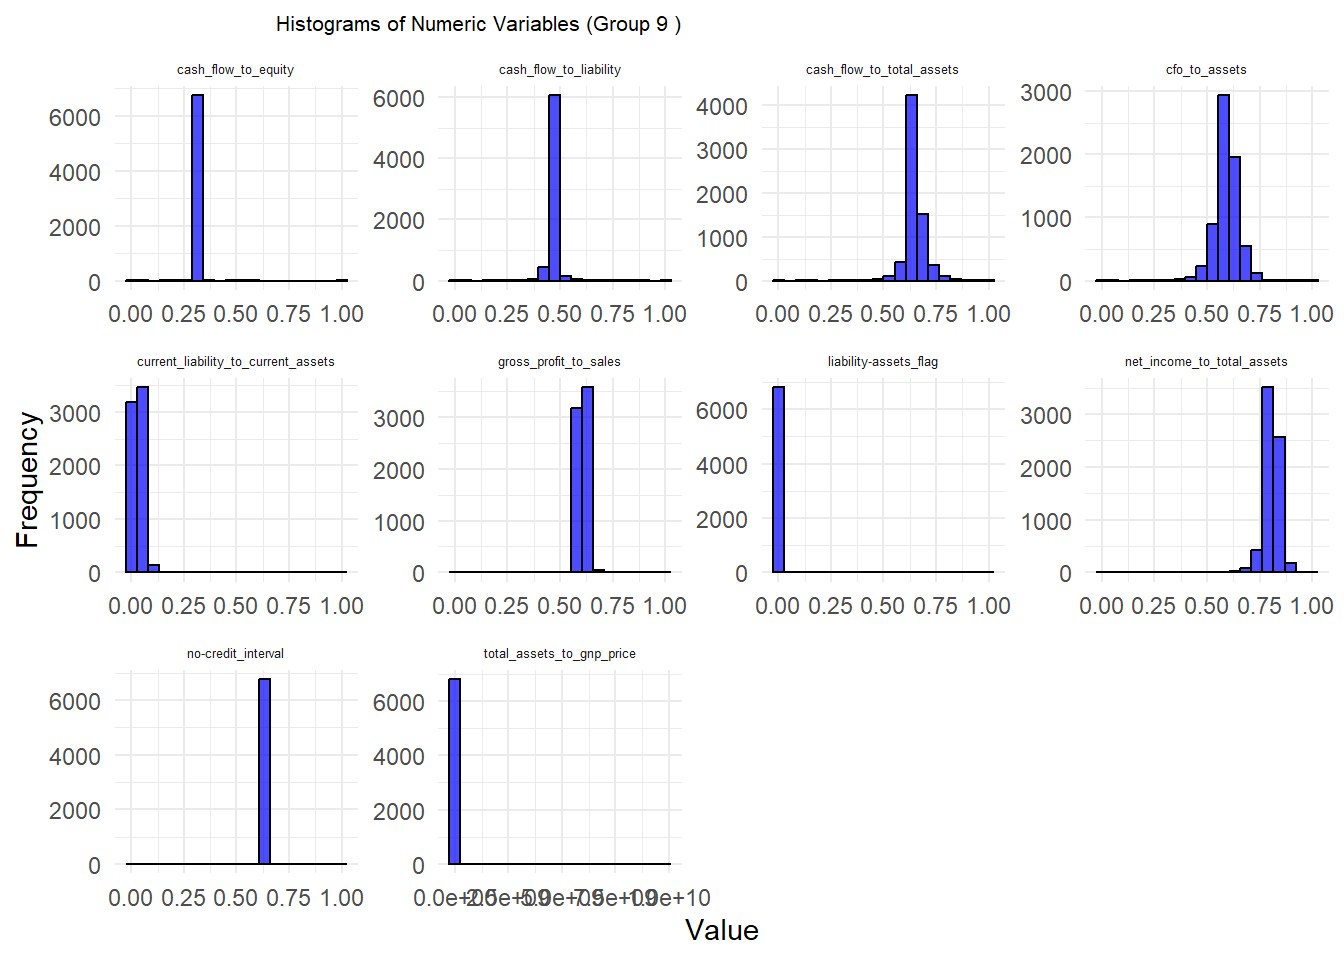 Histograms of Numeric Variables (Group 9 )
cash_flow_to_equity
cash_flow_to_liability
cash_flow_to_total_assets
cfo_to_assets
6000
4000
2000
0
0.00 0.25 0.50 0.75 1.00
6000
4000
2000
0
0.00 0.25 0.50 0.75 1.00
4000
3000
2000
1000
0
0.00 0.25 0.50 0.75 1.00
3000
2000
1000
0
0.00 0.25 0.50 0.75 1.00
current_liability_to_current_assets
gross_profit_to_sales
liability-assets_flag
net_income_to_total_assets
Frequency
3000
2000
1000
0
0.00 0.25 0.50 0.75 1.00
3000
2000
1000
0
0.00 0.25 0.50 0.75 1.00
6000
4000
2000
0
0.00 0.25 0.50 0.75 1.00
3000
2000
1000
0
0.00 0.25 0.50 0.75 1.00
no-credit_interval
total_assets_to_gnp_price
6000
4000
2000
0
0.00 0.25 0.50 0.75 1.00
6000
4000
2000
0
Value